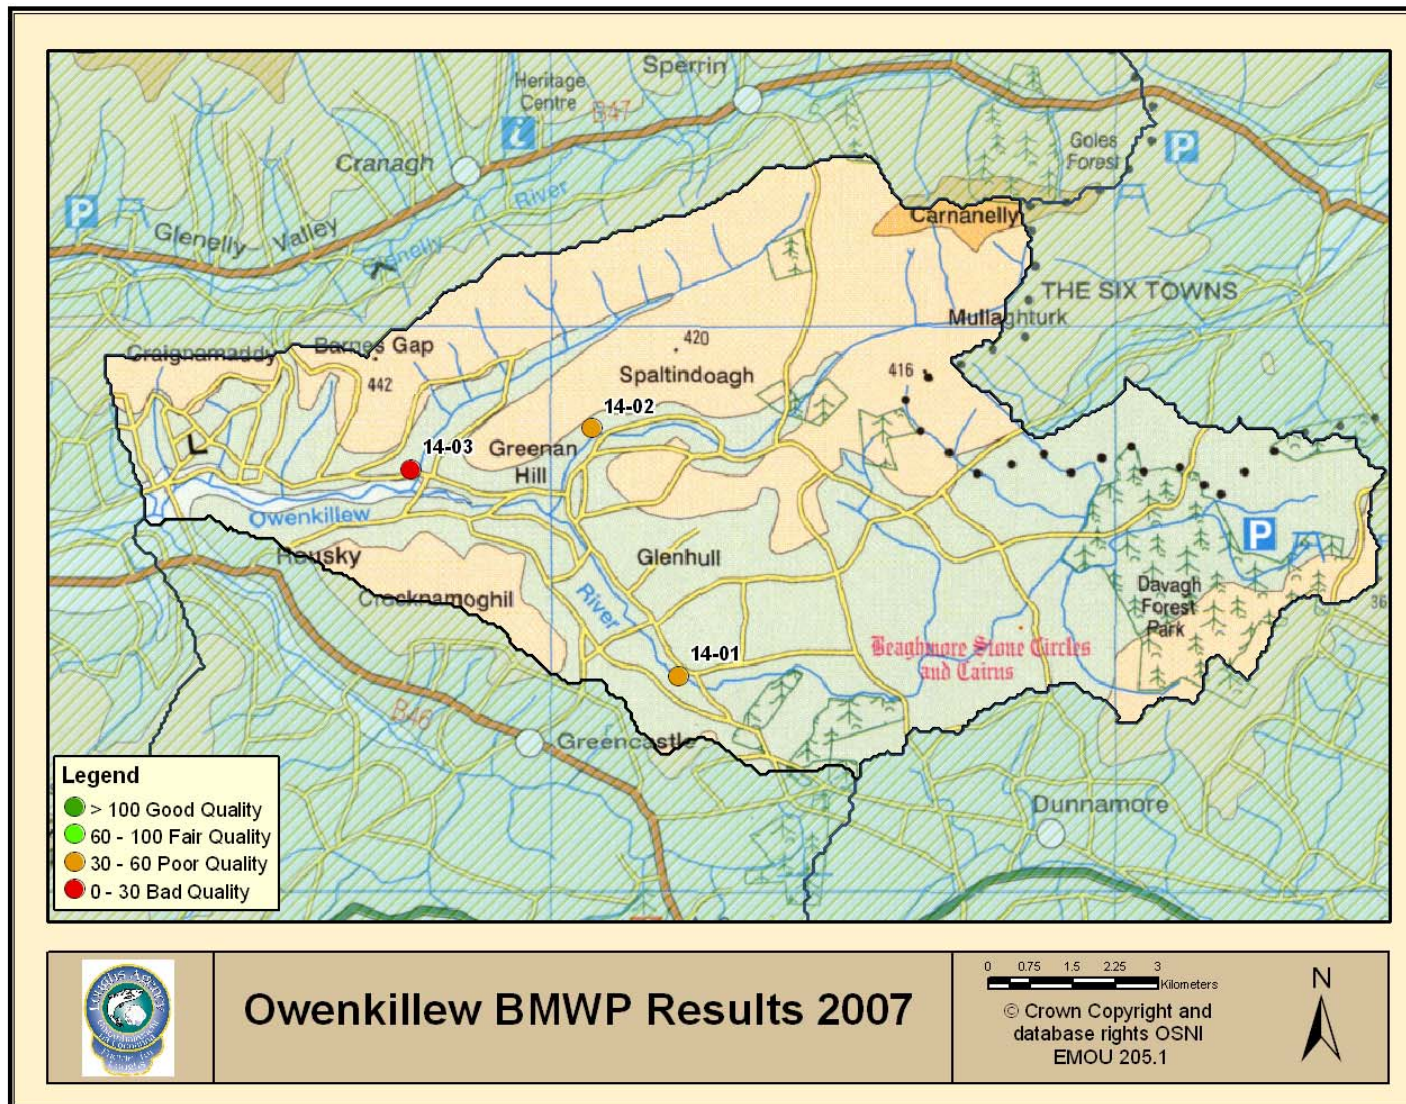 Sperrin
Heritage
Centre
B47
i
Cranagh
Goles
Forest
P
P
River
Glenelly Valley
Glenelly
Carnanelly
THE SIX TOWNS
Mullaghturk
Craignamaddy
Barnes Gap
442
420
Spaltindoagh
416
14-02
14-03
Greenan
Hill
Owenkillew
Rousky
Glenhull
P
Crocknamoghil
River
Davagh
Forest
Park
36
14-01
Beaghmore Stone Circles
and Cairns
B46
Greencastle
Dunnamore
Legend
> 100 Good Quality
60 - 100 Fair Quality
30 - 60 Poor Quality
0 - 30 Bad Quality
Owenkillew BMWP Results 2007
0 0.75 1.5 2.25 3
Kilometers
© Crown Copyright and
database rights OSNI
EMOU 205.1
N
Loughs Agency